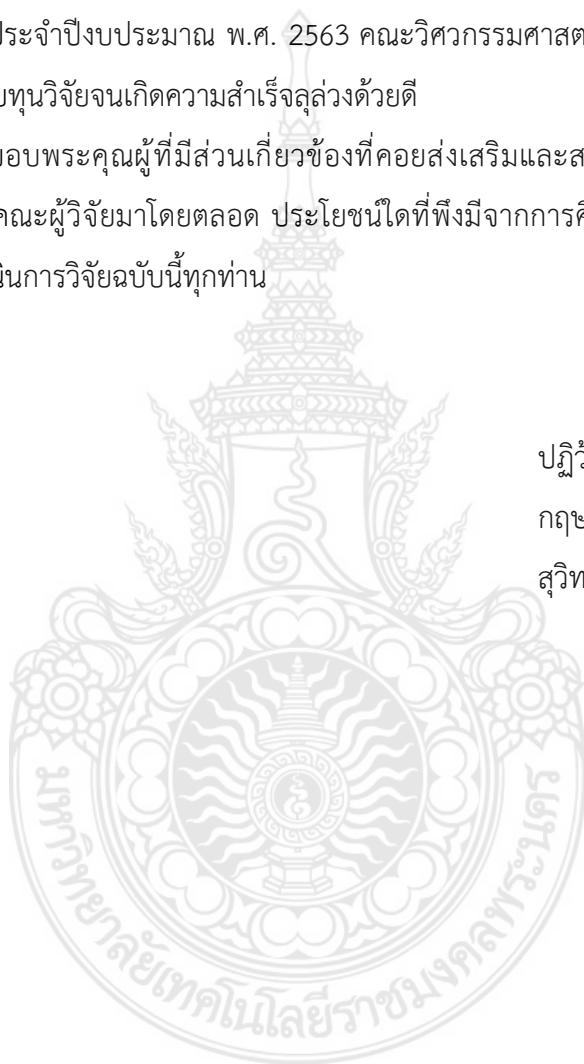 ประจำปีงบประมาณ พ.ศ. 2563 คณะวิศวกรรมศาสต
ทุนวิจัยจนเกิดความสำเร็จลุล่วงด้วยดี
ขอบพระคุณผู้ที่มีส่วนเกี่ยวข้องที่คอยส่งเสริมและส
คณะผู้วิจัยมาโดยตลอด ประโยชน์ใดที่พึงมีจากการศึ
นินการวิจัยฉบับนี้ทุกท่าน
ปฏิวั
กฤษ
สุวิท
มหาวิทยาลัยเทคโนโลยีราชมงคลพระนคร